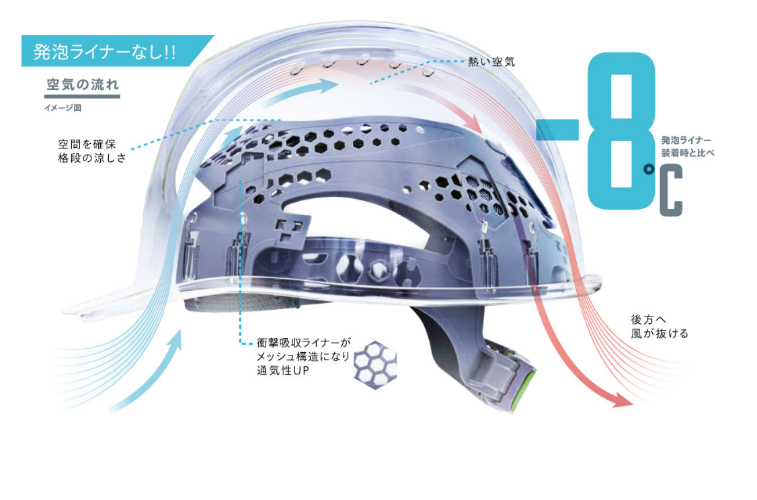 発泡ライナーなし!!
空気の流れ
イメージ図
熱い空気
空間を確保
格段の涼しさ
-8℃
発泡ライナー
装着時と比べ
衝撃吸収ライナーが
メッシュ構造になり
通気性UP
後方へ
風が抜ける